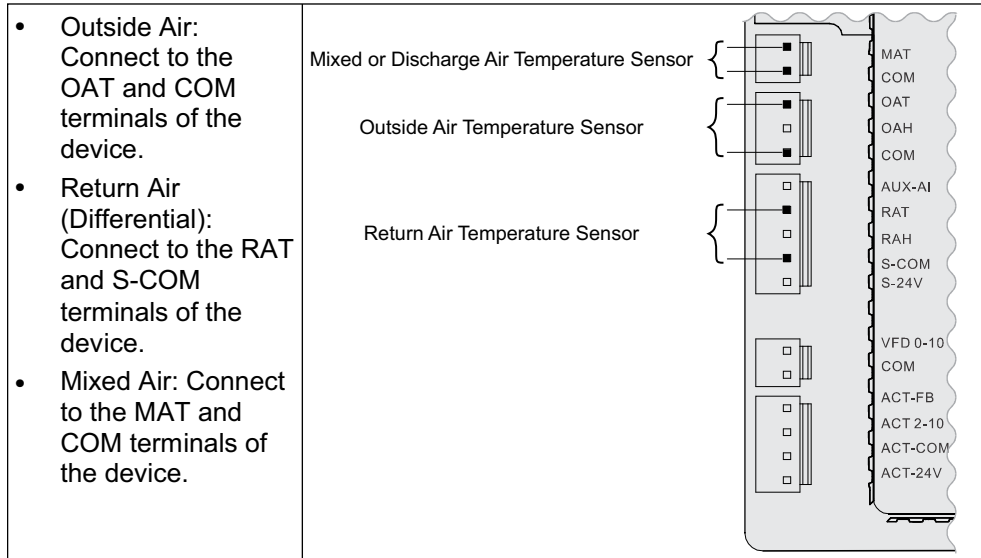 • Outside Air:
Connect to the
OAT and COM
terminals of the
device.
• Return Air
(Differential):
Connect to the RAT
and S-COM
terminals of the
device.
• Mixed Air: Connect
to the MAT and
COM terminals of
the device.
Mixed or Discharge Air Temperature Sensor
Outside Air Temperature Sensor
Return Air Temperature Sensor
MAT
COM
OAT
OAH
COM
AUX-AI
RAT
RAH
S-COM
S-24V
VFD 0-10
COM
ACT-FB
ACT 2-10
ACT-COM
ACT-24V